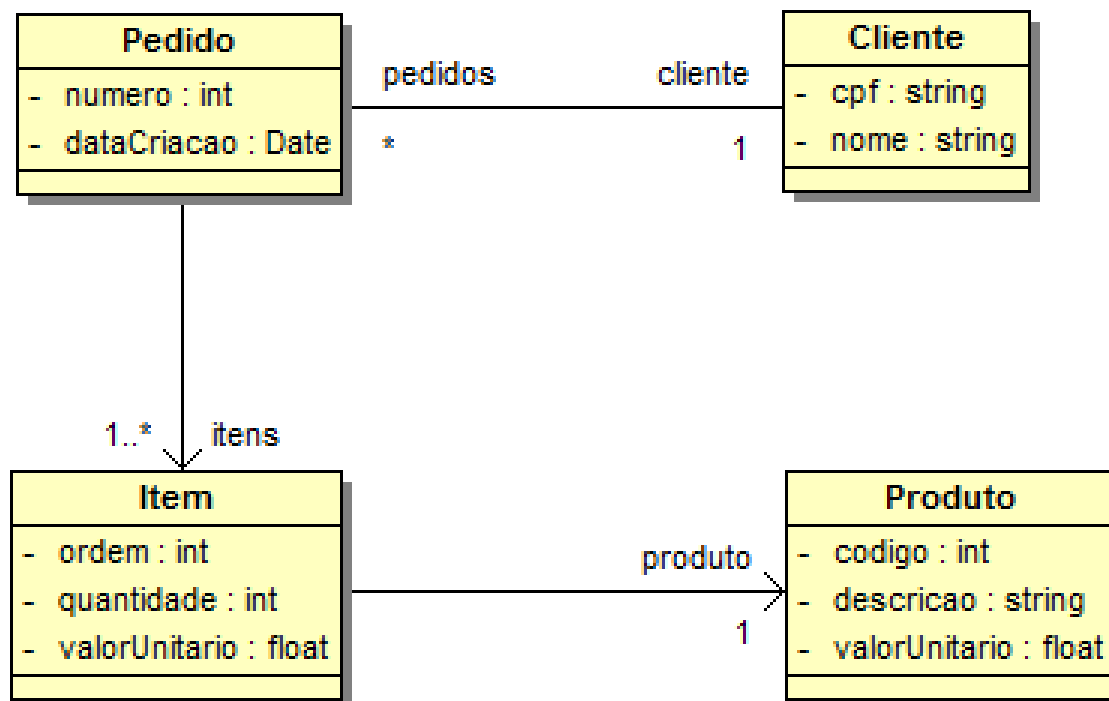 Pedido
- numero : int
- dataCriacao : Date
pedidos
cliente
*
1
Cliente
- cpf : string
- nome : string
1..*
itens
Item
- ordem : int
- quantidade : int
- valorUnitario : float
produto
1
Produto
- codigo : int
- descricao : string
- valorUnitario : float